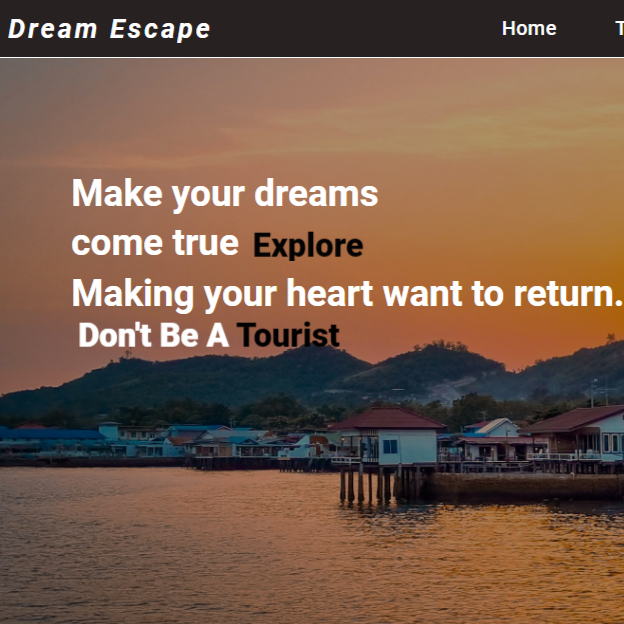 Dream Escape
Home
Make your dreams
come true Explore
Making your heart want to return.
Don't Be A Tourist